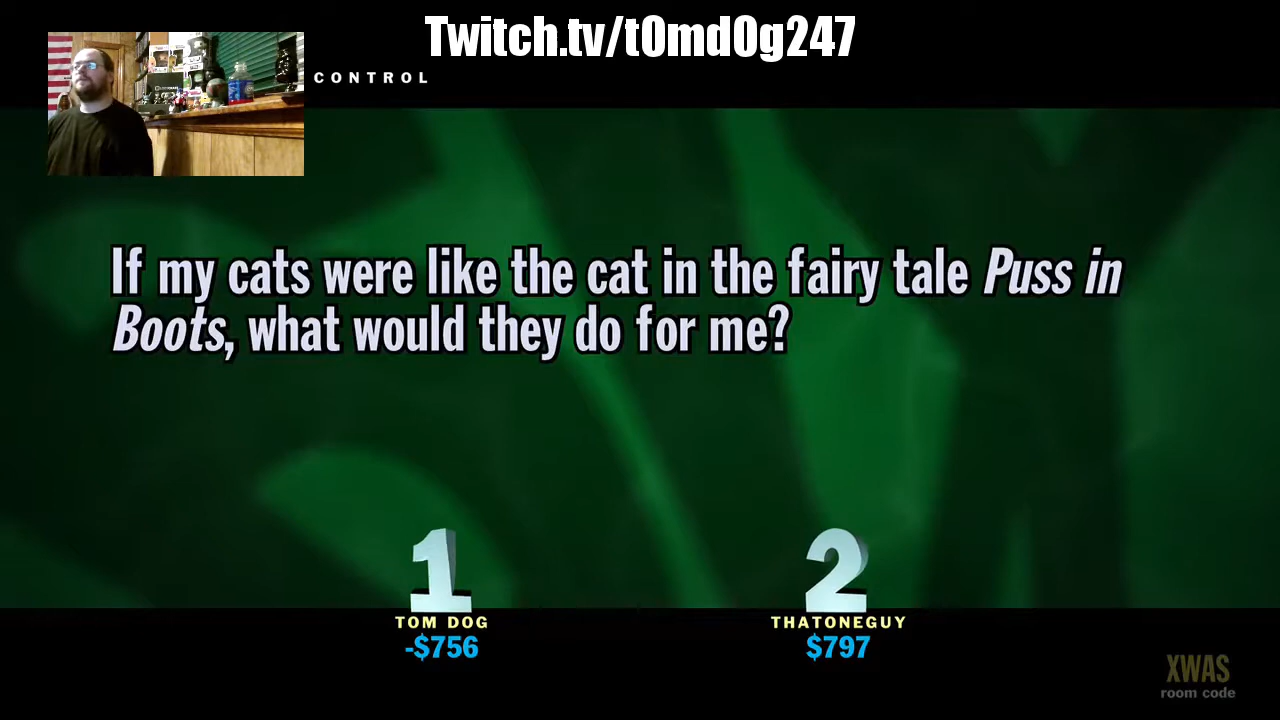 Twitch.tv/t0md0g247
CONTROL
If my cats were like the cat in the fairy tale Puss in
Boots, what would they do for me?
1
2
TOM DOG
THATONEGUY
-$756
$797
XWAS
room code